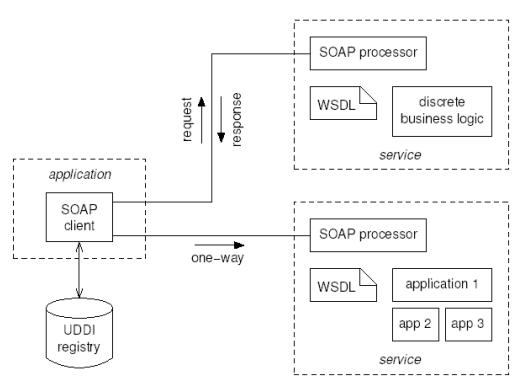 SOAP processor
WSDL
discrete
business logic
service
request
response
application
SOAP
client
one-way
SOAP processor
WSDL
application 1
app 2
app 3
service
UDDI
registry